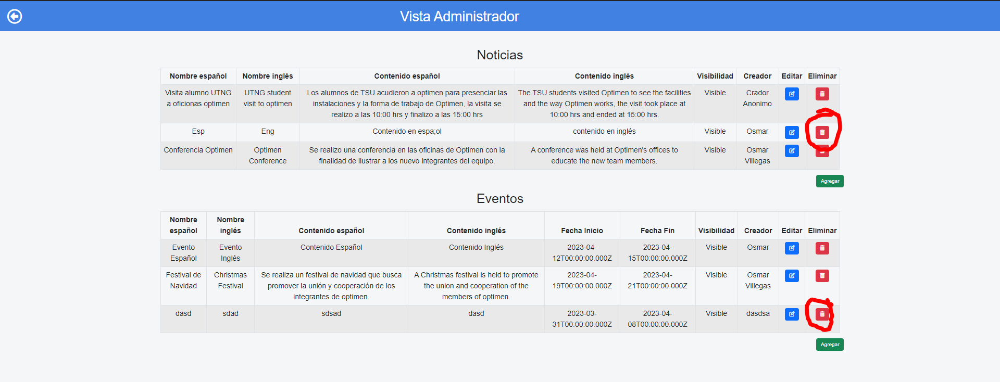 Vista Administrador
Noticias
Nombre español Nombre inglés Contenido español Contenido inglés Visibilidad Creador Editar Eliminar
Visita alumno UTNG UTNG student Los alumnos de TSU acudieron a optimen para presenciar las The TSU students visited Optimen to see the facilities Visible Crador
a oficionas optimen visit to optimen instalaciones y la forma de trabajo de Optimen, la visita se and the way Optimen works, the visit took place at Anonimo
realizo a las 10:00 hrs y finalizo a las 15:00 hrs 10:00 hrs and ended at 15:00 hrs.
Esp Eng Contenido en espa;ol contenido en inglés Visible Osmar
Conferencia Optimen Optimen Se realizo una conferencia en las oficinas de Optimen con la A conference was held at Optimen's offices to Visible Osmar
Conference finalidad de ilustrar a los nuevo integrantes del equipo. educate the new team members. Villegas
Agregar
Eventos
Nombre Nombre
español inglés Contenido español Contenido inglés Fecha Inicio Fecha Fin Visibilidad Creador Editar Eliminar
Evento Evento Contenido Español Contenido Inglés 2023-04- 2023-04- Visible Osmar
Español Inglés 12T00:00:00.000Z 15T00:00:00.000Z
Festival de Christmas Se realiza un festival de navidad que busca A Christmas festival is held to promote 2023-04- 2023-04- Visible Osmar
Navidad Festival promover la unión y cooperación de los the union and cooperation of the 19T00:00:00.000Z 21T00:00:00.000Z Villegas
integrantes de optimen. members of optimen.
dasd sdad sdsad dasd 2023-03- 2023-04- Visible dasdsa
31T00:00:00.000Z 08T00:00:00.000Z
Agregar